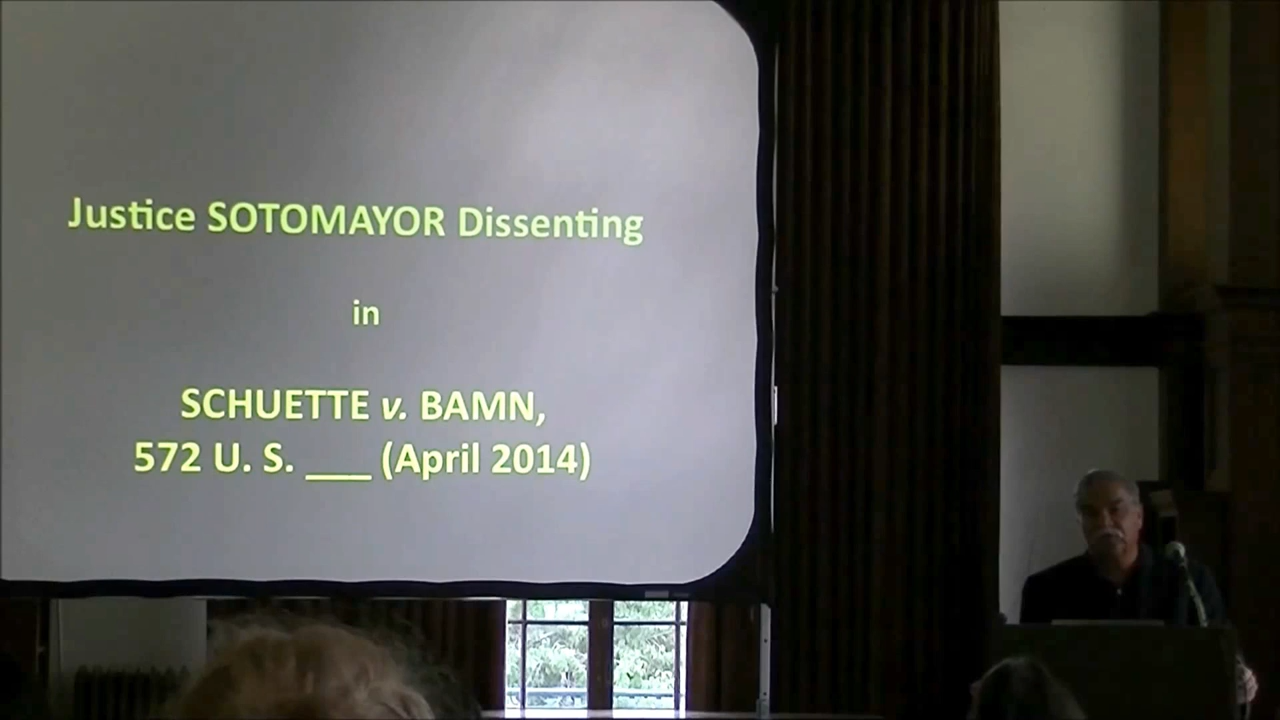 Justice SOTOMAYOR Dissenting
in
SCHUETTE v. BAMN,
572 U. S. ___ (April 2014)